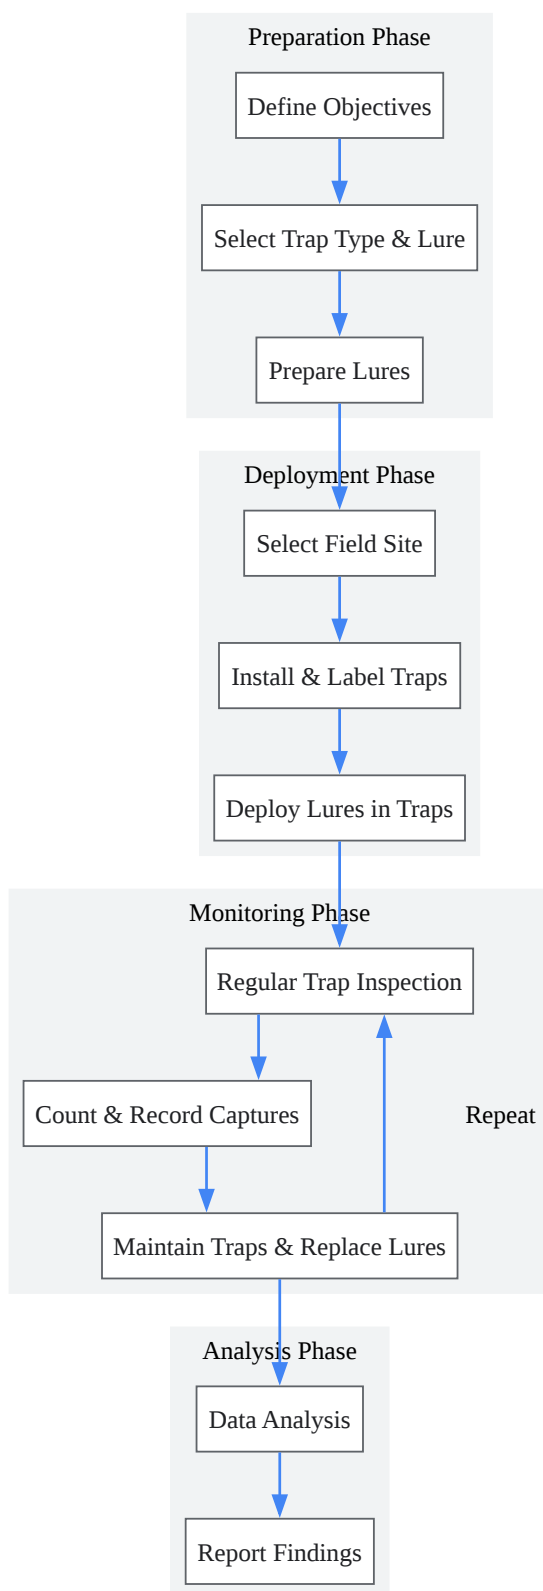 Preparation Phase
Define Objectives
Select Trap Type & Lure
Prepare Lures
Deployment Phase
Select Field Site
Install & Label Traps
Deploy Lures in Traps
Monitoring Phase
Regular Trap Inspection
Count & Record Captures
Repeat
Maintain Traps & Replace Lures
Analysis Phase
Data Analysis
Report Findings